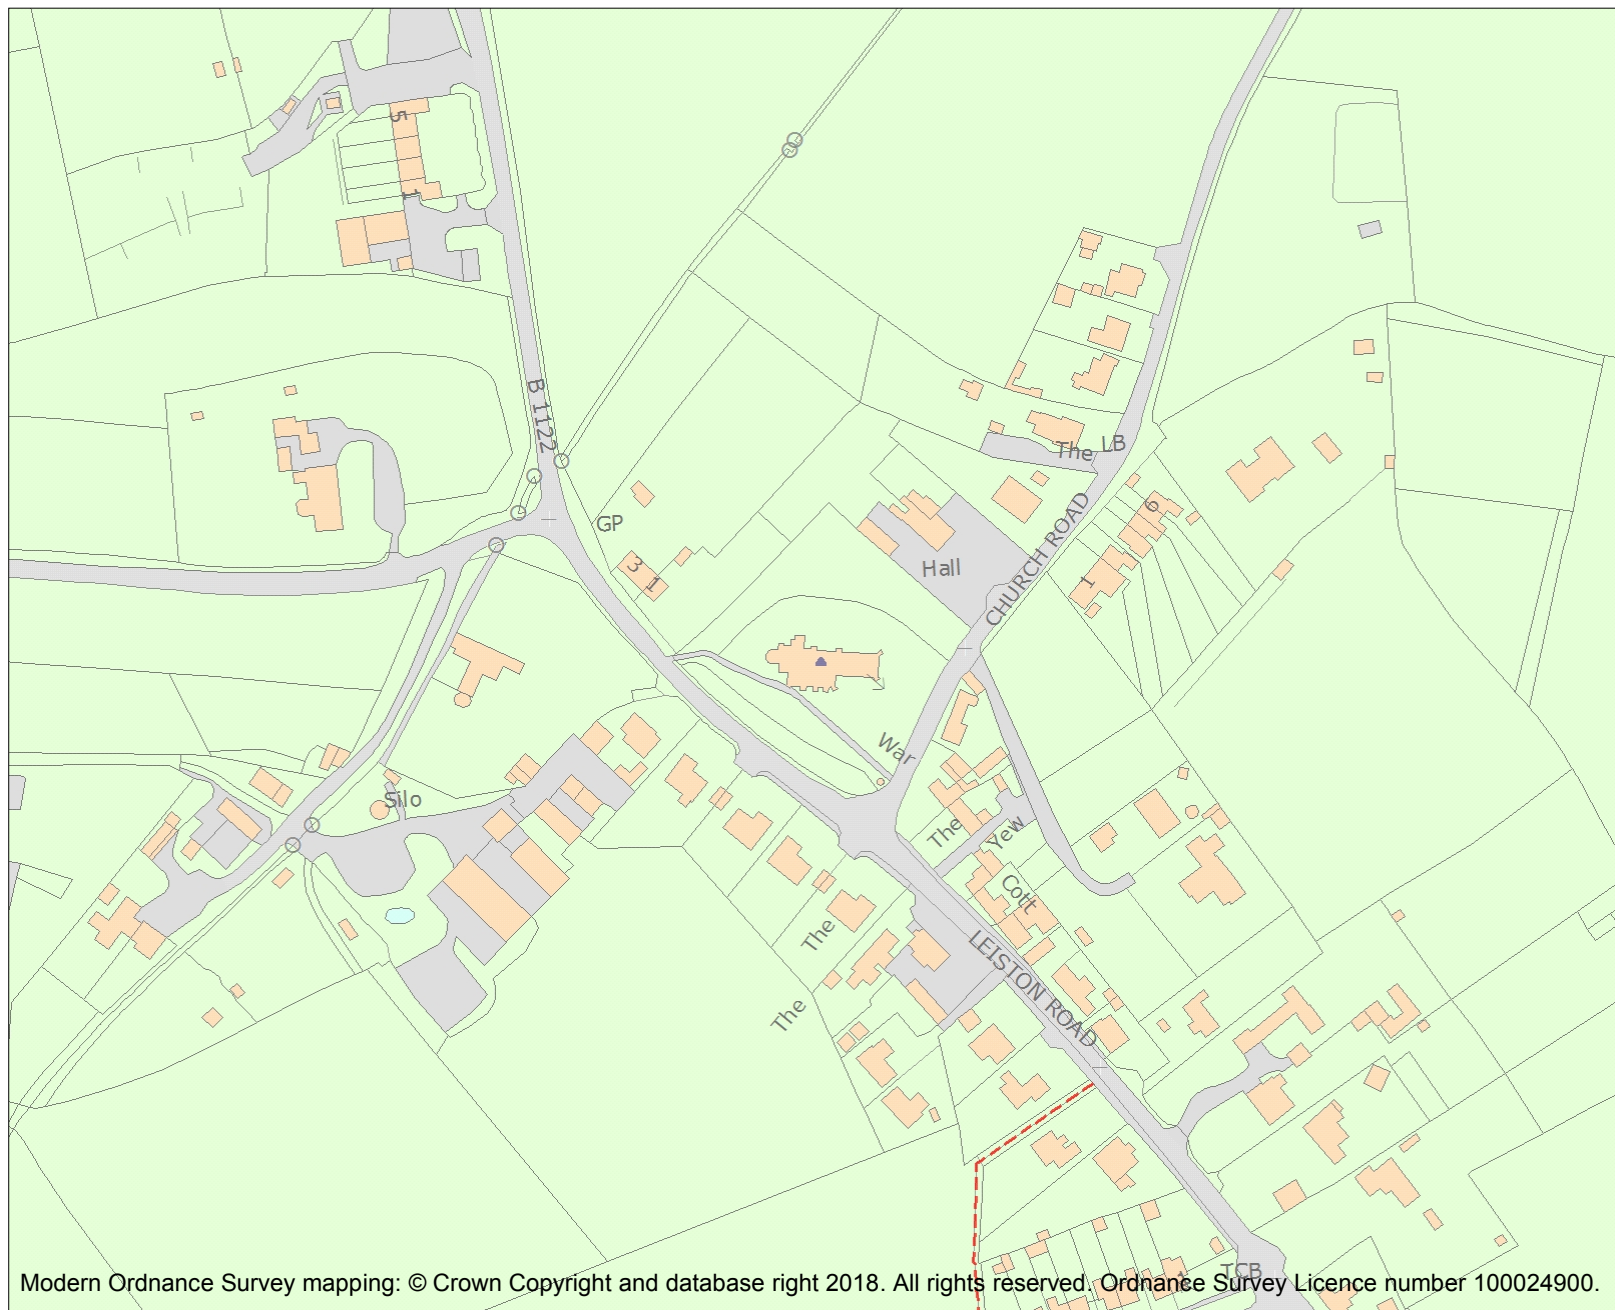 5
1
B 1122
The LB
6
GP
Hall
CHURCH ROAD
3 1
1
War
Silo
The
Yew
Cott
The
LEISTON ROAD
The
TCB
Modern Ordnance Survey mapping: © Crown Copyright and database right 2018. All rights reserved. Ordnance Survey Licence number 100024900.